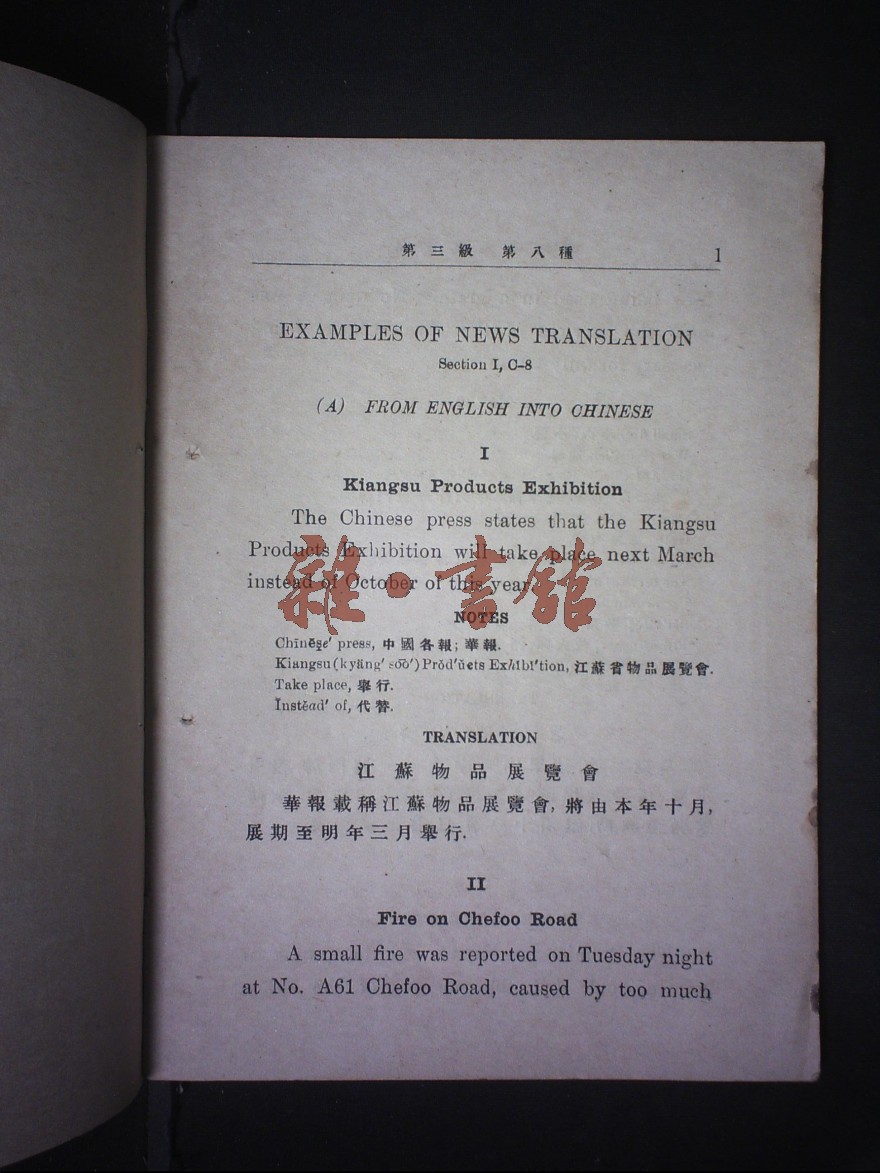 第三級 第八種 1
EXAMPLES OF NEWS TRANSLATION
Section I, C-8
(A) FROM ENGLISH INTO CHINESE
I
Kiangsu Products Exhibition
The Chinese press states that the Kiangsu
Products Exhibition will take place next March
instead of October of this year.
雜·書館
NOTES
Chīnēṣe′ press, 中國各報; 華報.
Kiangsu (kyäng′ sōō′) Prŏd′ŭcts Exhĭbĭ′tion, 江蘇省物品展覽會.
Take place, 舉行.
Ĭnstĕad′ of, 代替.
TRANSLATION
江蘇物品展覽會
華報載稱江蘇物品展覽會, 將由本年十月,
展期至明年三月舉行.
II
Fire on Chefoo Road
A small fire was reported on Tuesday night
at No. A61 Chefoo Road, caused by too much